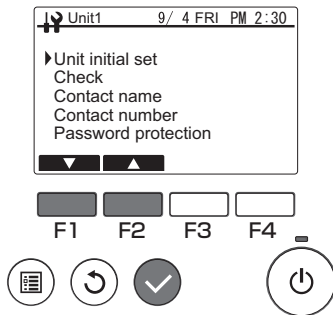 Unit1 9/ 4 FRI PM 2:30
Unit initial set
Check
Contact name
Contact number
Password protection
F1 F2 F3 F4